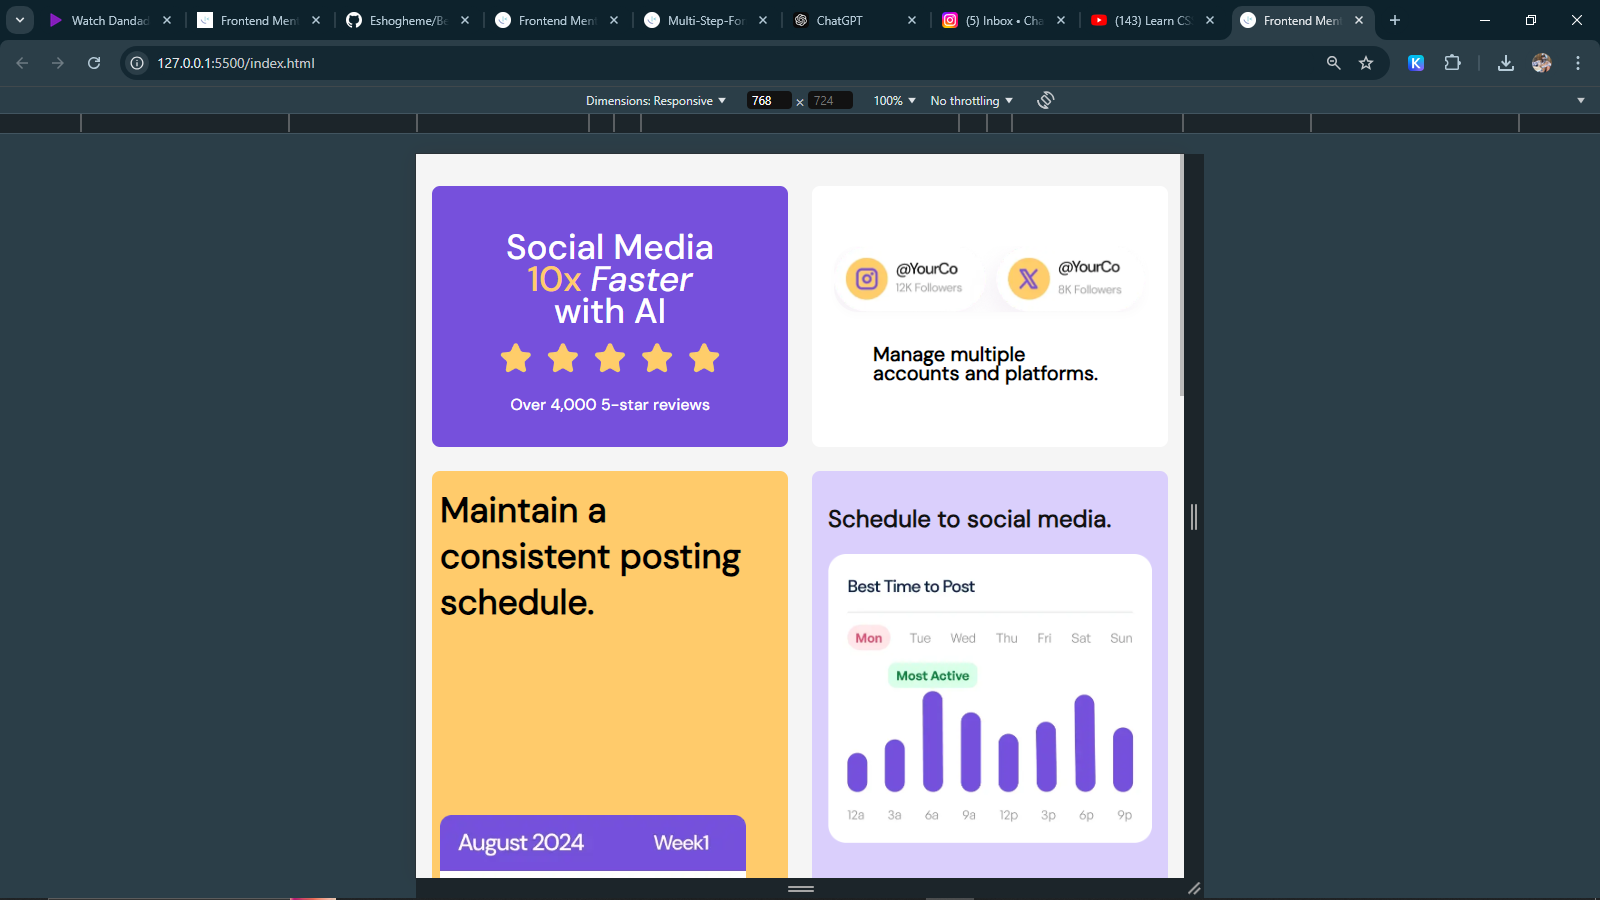 Watch Dandad
Frontend Ment
Eshogheme/Be
Frontend Ment
Multi-Step-For
ChatGPT
(5) Inbox • Cha
(143) Learn CS
Frontend Ment
127.0.0.1:5500/index.html
K
Dimensions: Responsive
768
×
724
100%
No throttling
Social Media
10x Faster
with AI
Over 4,000 5-star reviews
@YourCo
12K Followers
@YourCo
8K Followers
Manage multiple
accounts and platforms.
Maintain a
consistent posting
schedule.
August 2024
Week1
Schedule to social media.
Best Time to Post
Mon Tue Wed Thu Fri Sat Sun
Most Active
12a 3a 6a 9a 12p 3p 6p 9p